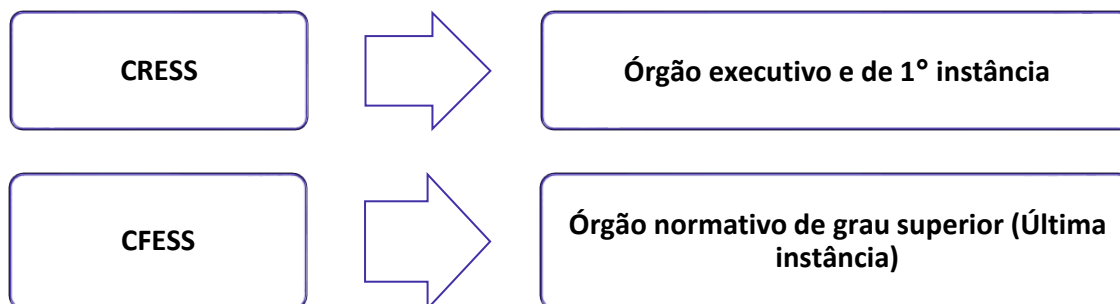 CRESS
Órgão executivo e de 1° instância
CFESS
Órgão normativo de grau superior (Última
instância)